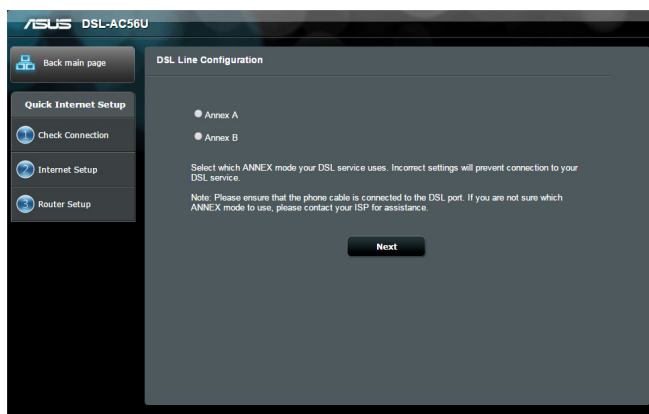 ASUS DSL-AC56U
Back main page
Quick Internet Setup
1 Check Connection
2 Internet Setup
3 Router Setup
DSL Line Configuration
Annex A
Annex B
Select which ANNEX mode your DSL service uses. Incorrect settings will prevent connection to your
DSL service.
Note: Please ensure that the phone cable is connected to the DSL port. If you are not sure which
ANNEX mode to use, please contact your ISP for assistance.
Next